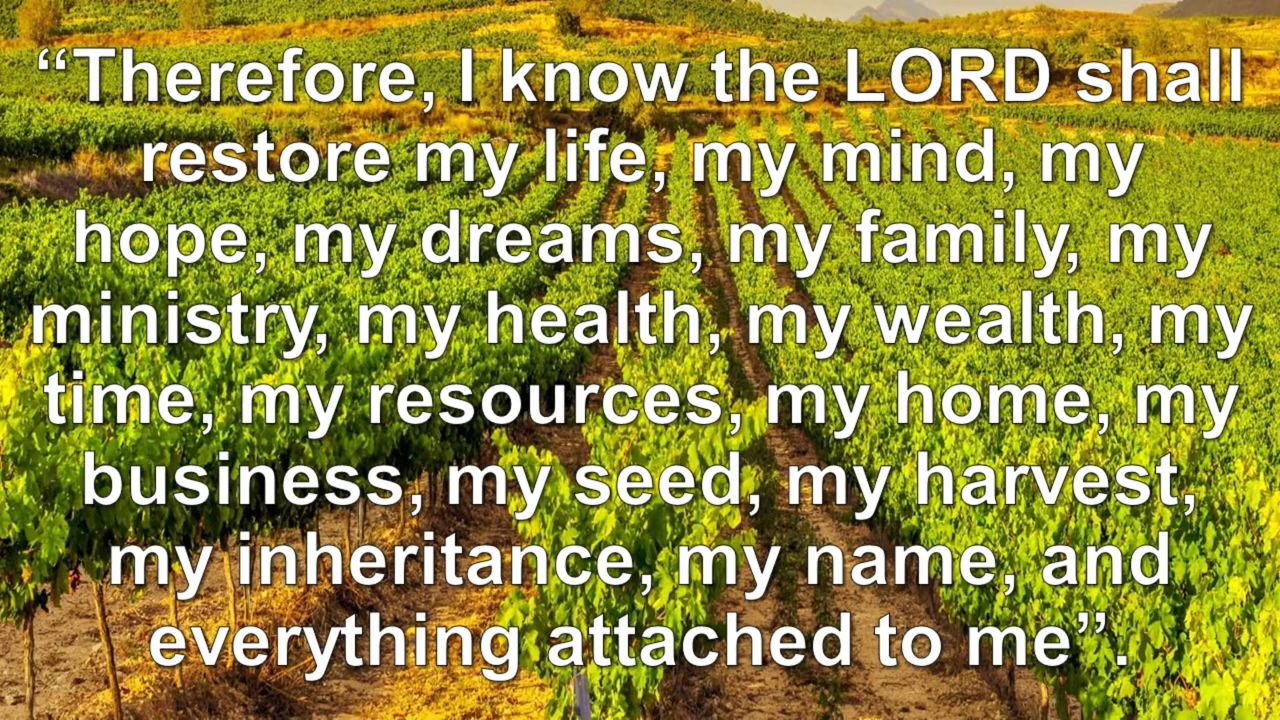 “Therefore, I know the LORD shall
restore my life, my mind, my
hope, my dreams, my family, my
ministry, my health, my wealth, my
time, my resources, my home, my
business, my seed, my harvest,
my inheritance, my name, and
everything attached to me”.